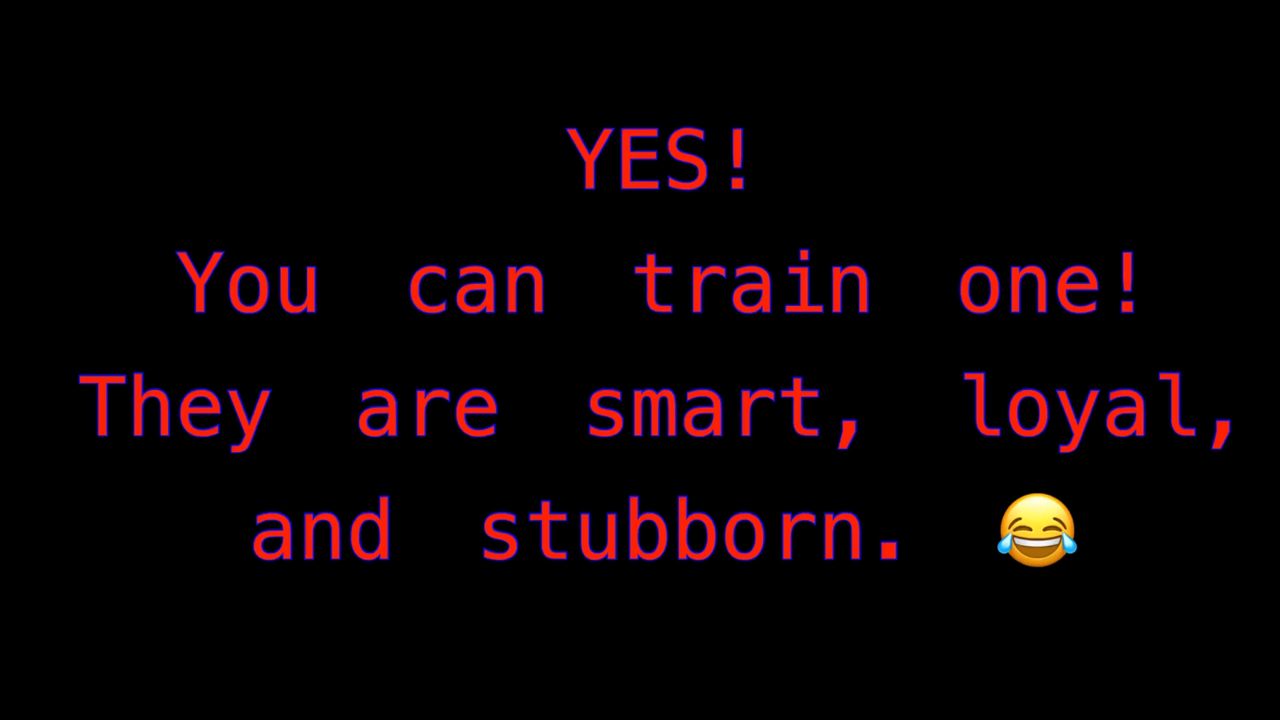 YES!
You can train one!
They are smart, loyal,
and stubborn. 😂